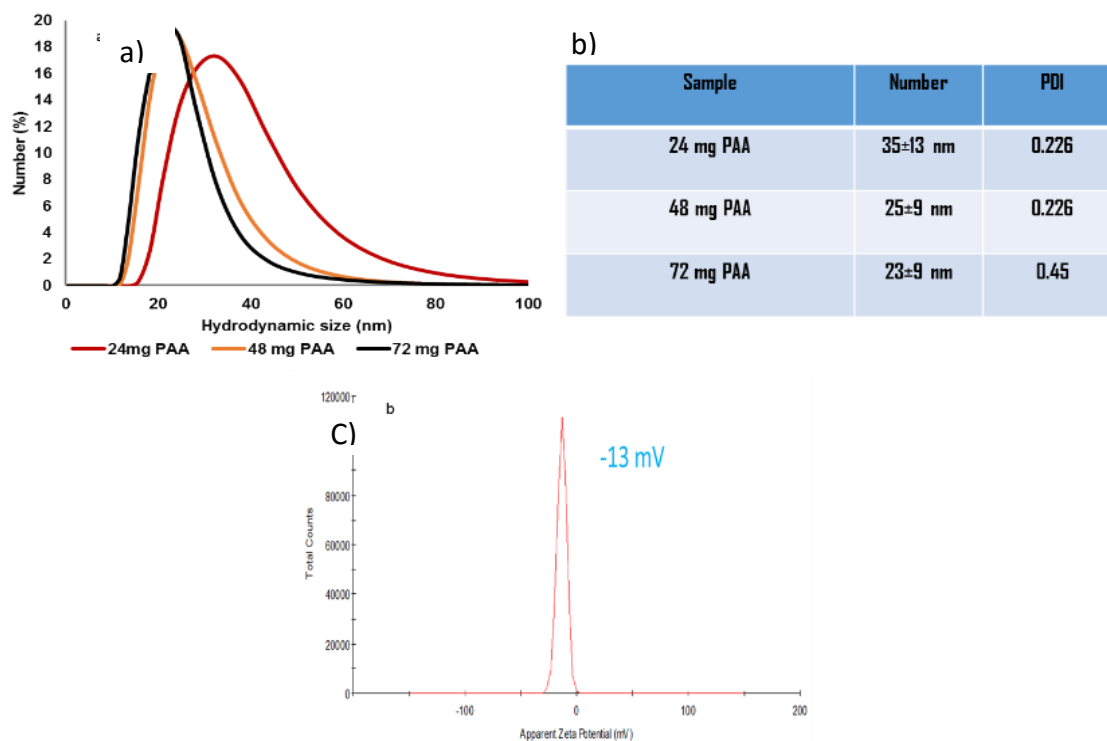 a
a)
20
18
16
14
12
10
8
6
4
2
0
Number (%)
0 20 40 60 80 100
Hydrodynamic size (nm)
24mg PAA 48 mg PAA 72 mg PAA
b)
Sample Number PDI
24 mg PAA 35±13 nm 0.226
48 mg PAA 25±9 nm 0.226
72 mg PAA 23±9 nm 0.45
b
C)
120000
80000
60000
40000
20000
0
Total Counts
-13 mV
-100 0 100 200
Apparent Zeta Potential (mV)